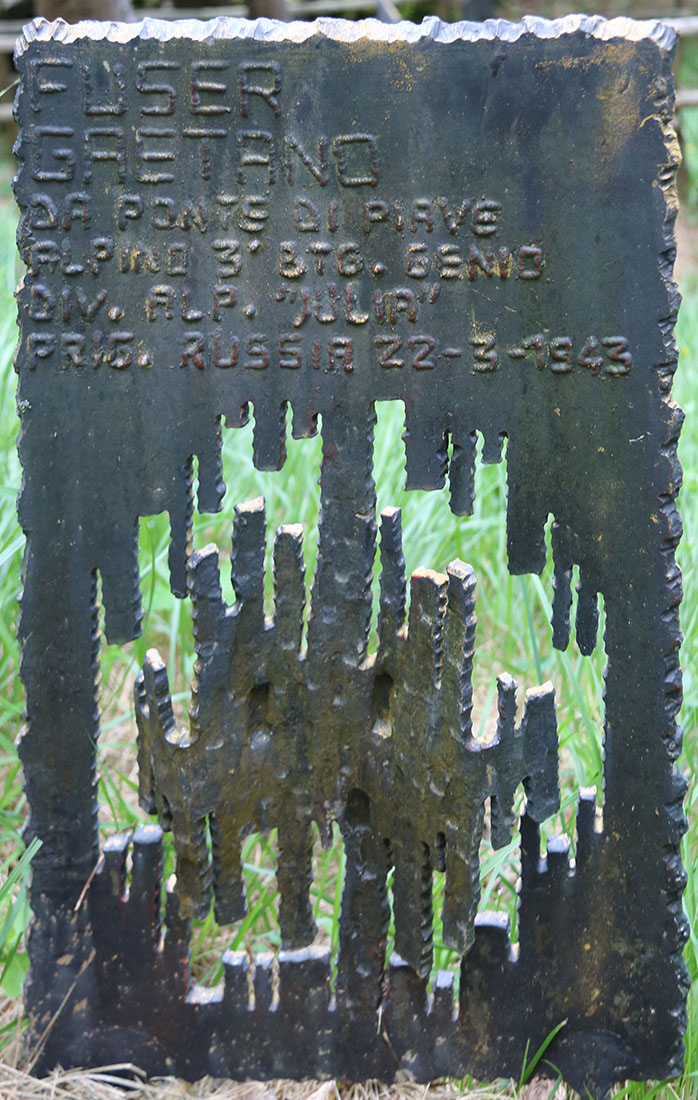 FUSER
GAETANO
DA PONTE DI PIAVE
ALPINO 3° BTG. GENIO
DIV. ALP. "JULIA"
PRIG. RUSSIA 22-3-1943